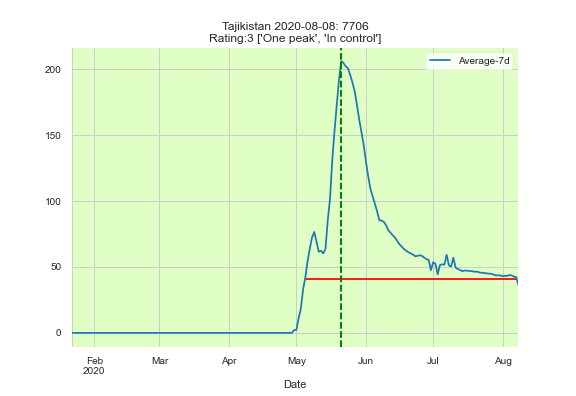 Tajikistan 2020-08-08: 7706
Rating:3 ['One peak', 'In control']
Average-7d
200
150
100
50
0
Feb
2020
Mar
Apr
May
Jun
Jul
Aug
Date